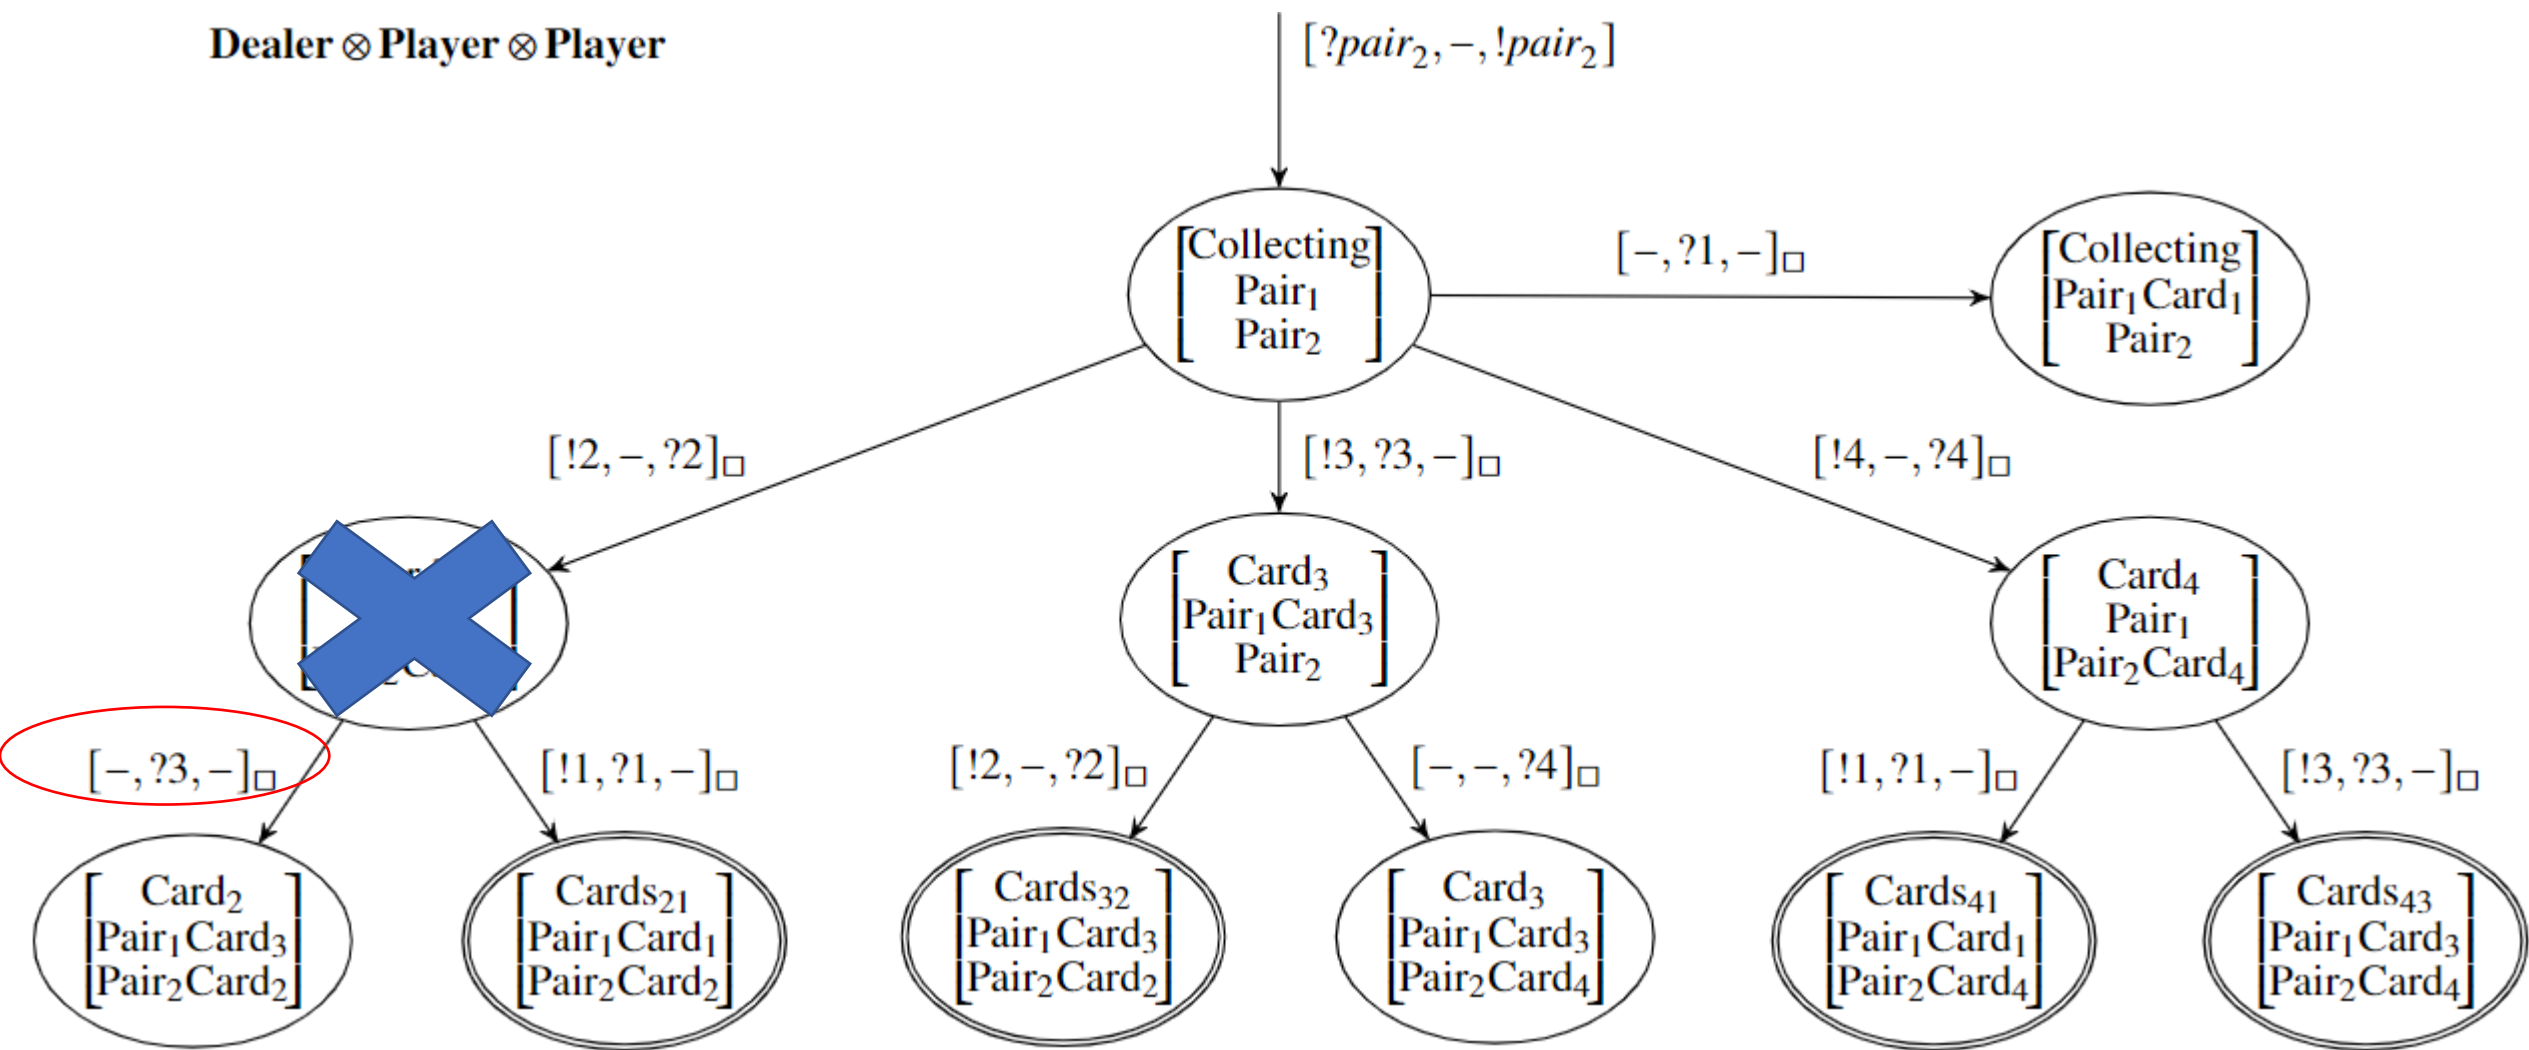 Dealer ⊗ Player ⊗ Player
[?pair₂, −, !pair₂]
Collecting
Pair₁
Pair₂
[−, ?1, −]□
Collecting
Pair₁Card₁
Pair₂
[!2, −, ?2]□
[!3, ?3, −]□
[!4, −, ?4]□
Card₃
Pair₁Card₃
Pair₂
Card₄
Pair₁
Pair₂Card₄
[−, ?3, −]□
[!1, ?1, −]□
[!2, −, ?2]□
[−, −, ?4]□
[!1, ?1, −]□
[!3, ?3, −]□
Card₂
Pair₁Card₃
Pair₂Card₂
Cards₂₁
Pair₁Card₁
Pair₂Card₂
Cards₃₂
Pair₁Card₃
Pair₂Card₂
Card₃
Pair₁Card₃
Pair₂Card₄
Cards₄₁
Pair₁Card₁
Pair₂Card₄
Cards₄₃
Pair₁Card₃
Pair₂Card₄